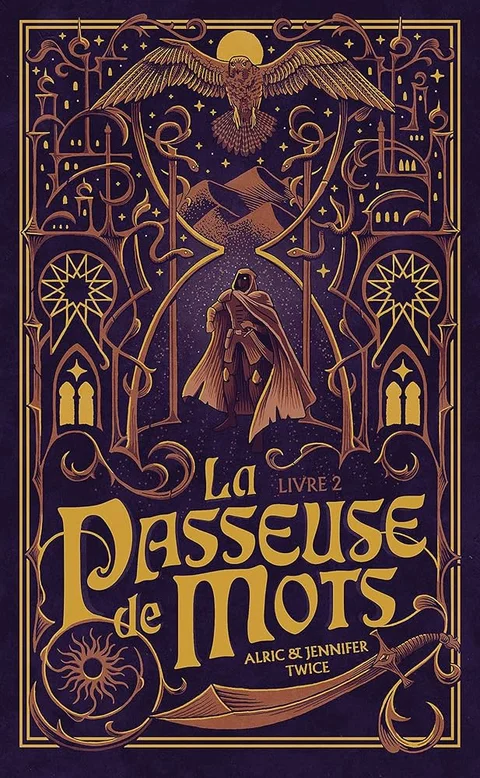 LIVRE 2
La
Passeuse
de Mots
ALRIC & JENNIFER
TWICE